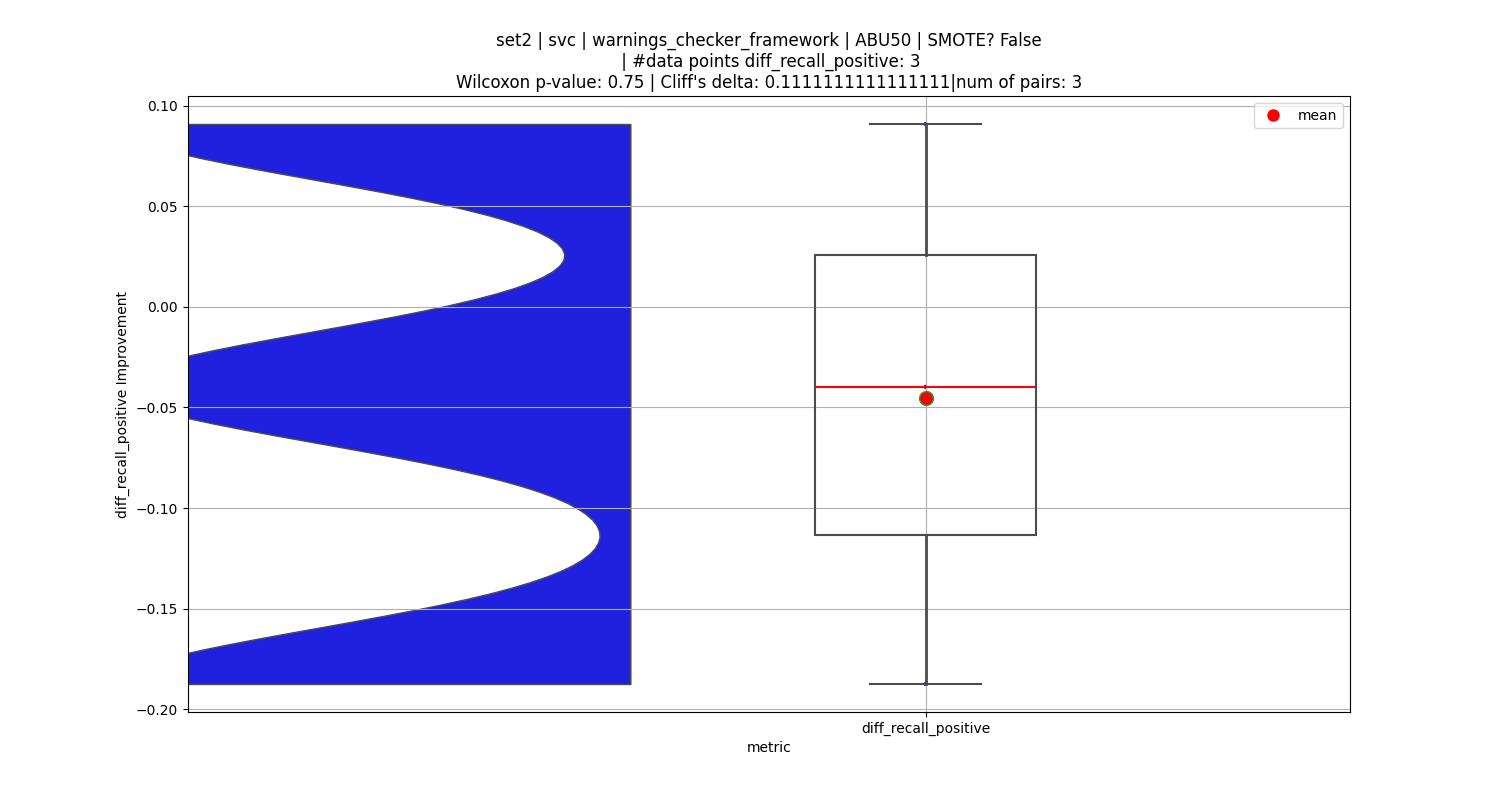 set2 | svc | warnings_checker_framework | ABU50 | SMOTE? False
| #data points diff_recall_positive: 3
Wilcoxon p-value: 0.75 | Cliff's delta: 0.1111111111111111|num of pairs: 3
mean
0.10
0.05
0.00
−0.05
−0.10
−0.15
−0.20
diff_recall_positive Improvement
diff_recall_positive
metric